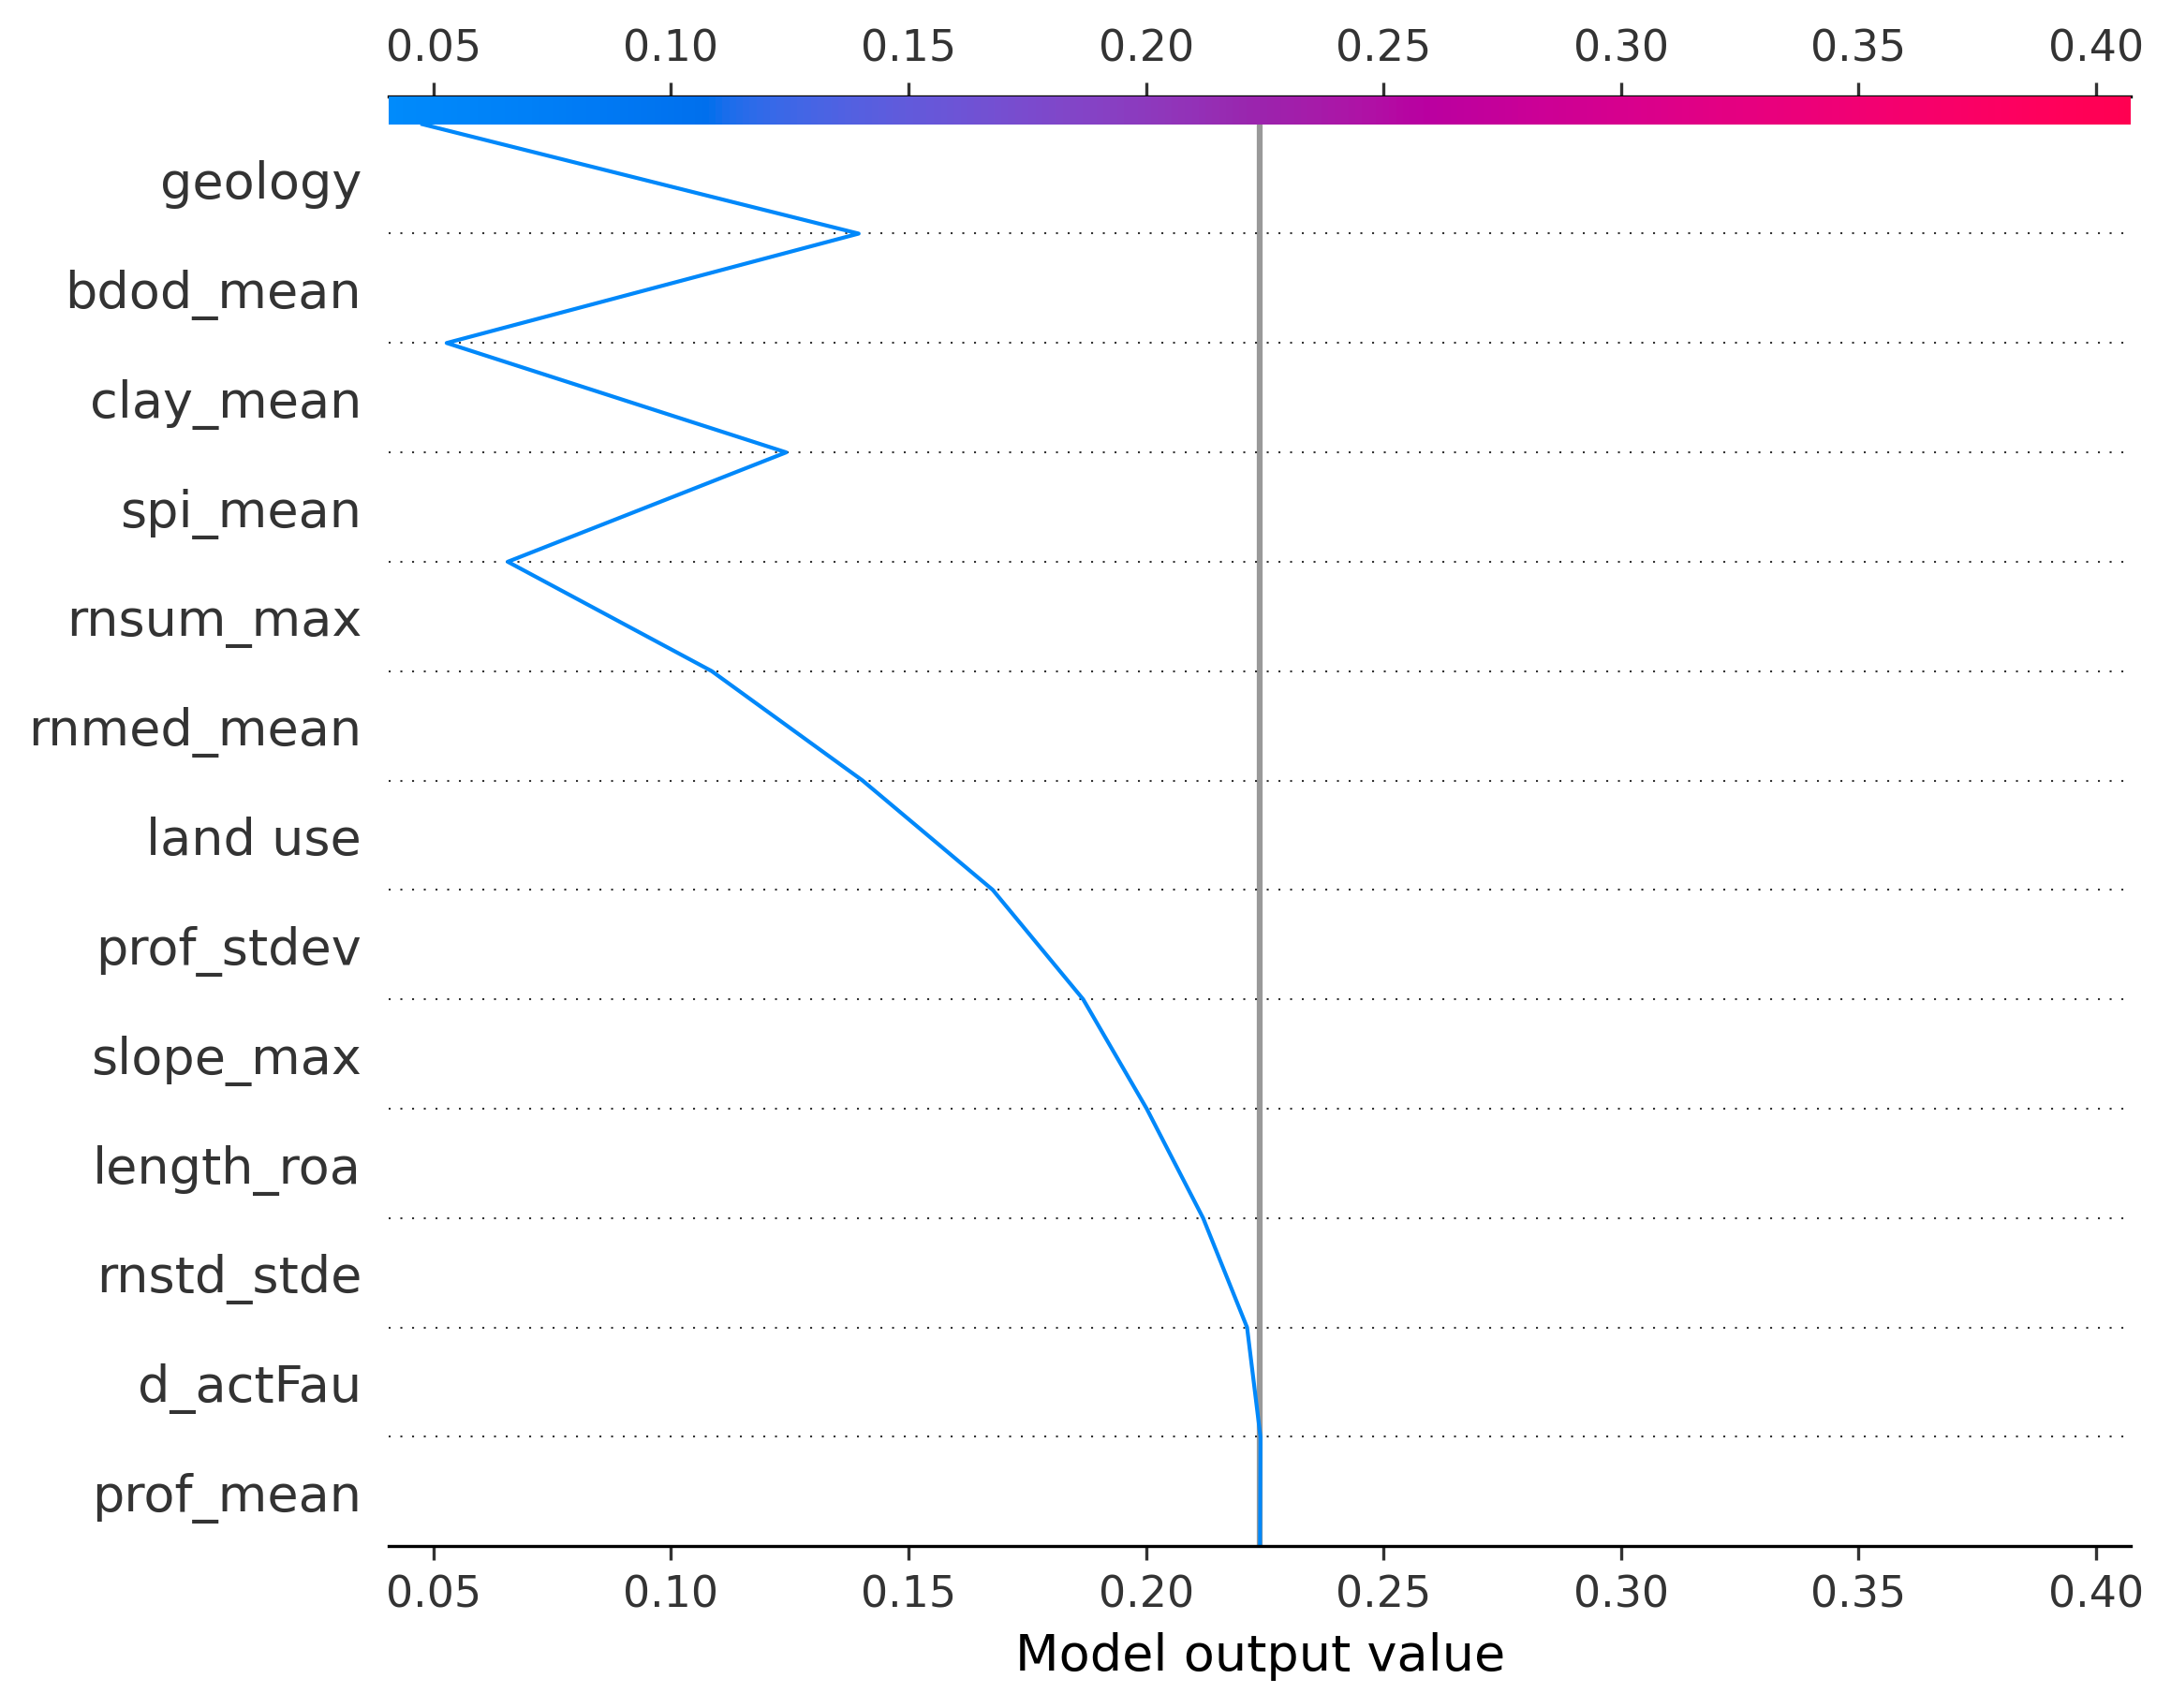 0.05 0.10 0.15 0.20 0.25 0.30 0.35 0.40
geology
bdod_mean
clay_mean
spi_mean
rnsum_max
rnmed_mean
land use
prof_stdev
slope_max
length_roa
rnstd_stde
d_actFau
prof_mean
0.05 0.10 0.15 0.20 0.25 0.30 0.35 0.40
Model output value